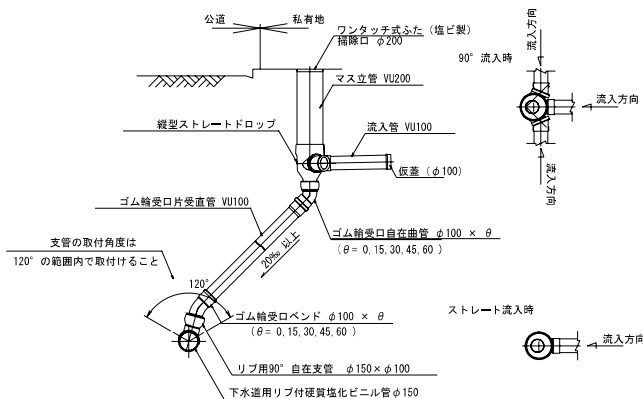 公道
私有地
ワンタッチ式ふた（塩ビ製）
掃除口 φ200
マス立管 VU200
縦型ストレートドロップ
流入管 VU100
仮蓋（φ100）
ゴム輪受口片受直管 VU100
ゴム輪受口自在曲管 φ100 × θ
（θ= 0,15,30,45,60 ）
20‰ 以上
支管の取付角度は
120° の範囲内で取付けること
120°
ゴム輪受口ベンド φ100 × θ
（θ= 0,15,30,45,60 ）
リブ用90° 自在支管 φ150×φ100
下水道用リブ付硬質塩化ビニル管φ150
90° 流入時
流入方向
流入方向
流入方向
ストレート流入時
流入方向